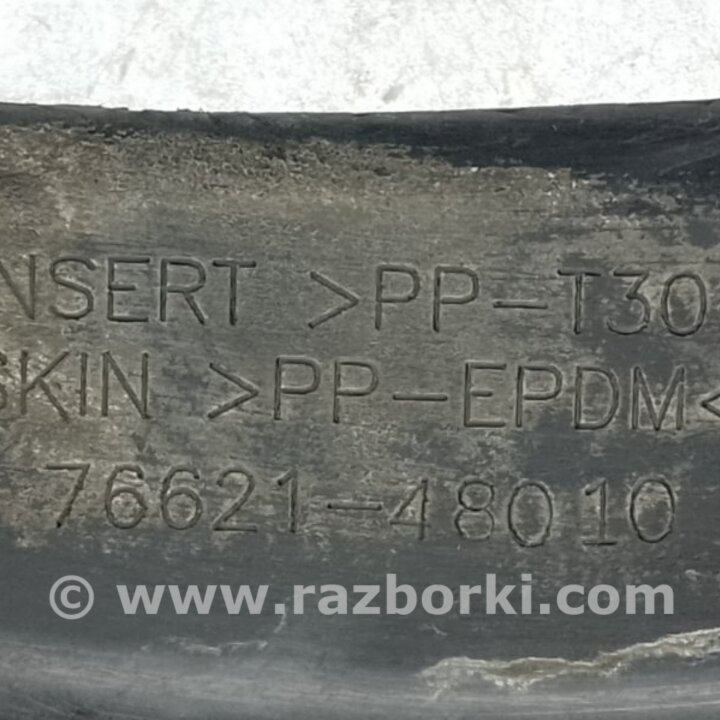 NSERT >PP-T30
SKIN >PP-EPDM<
76621-48010
© www.razborki.com